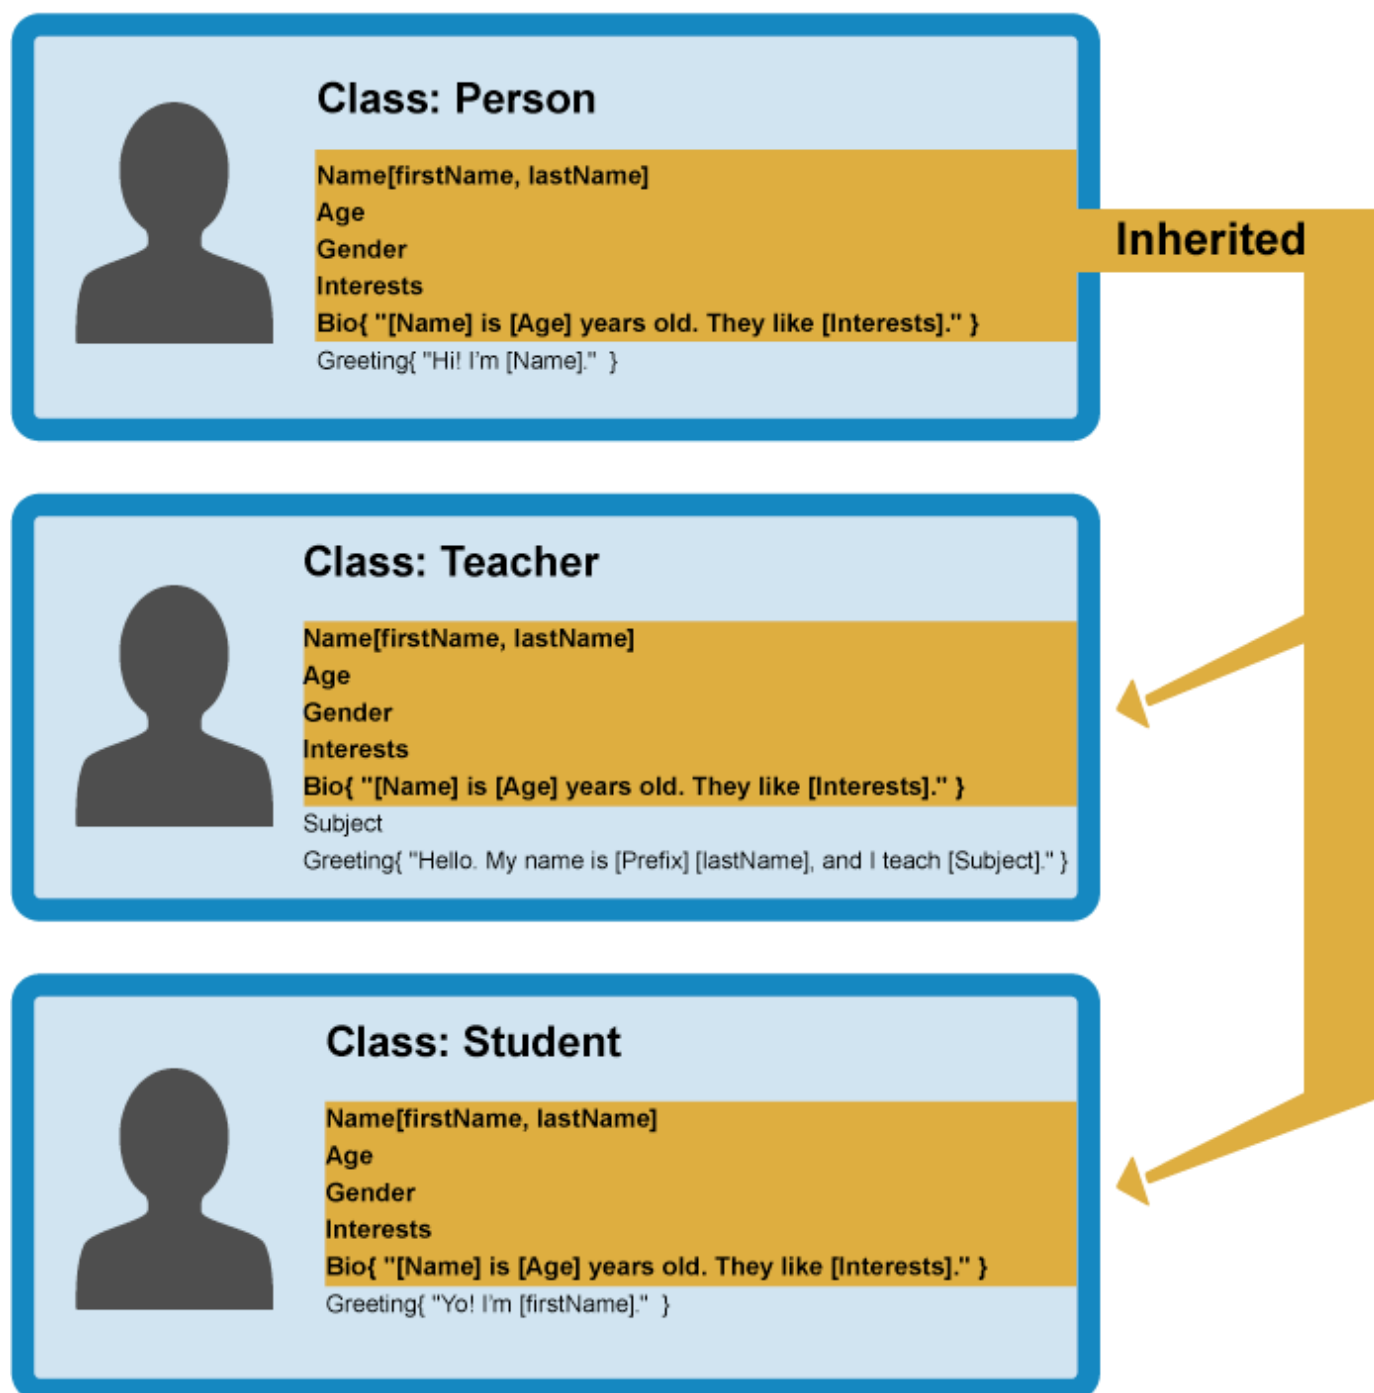 Class: Person
Name[firstName, lastName]
Age
Gender
Interests
Bio{ "[Name] is [Age] years old. They like [Interests]." }
Greeting{ "Hi! I'm [Name]."  }
Inherited
Class: Teacher
Name[firstName, lastName]
Age
Gender
Interests
Bio{ "[Name] is [Age] years old. They like [Interests]." }
Subject
Greeting{ "Hello. My name is [Prefix] [lastName], and I teach [Subject]." }
Class: Student
Name[firstName, lastName]
Age
Gender
Interests
Bio{ "[Name] is [Age] years old. They like [Interests]." }
Greeting{ "Yo! I'm [firstName]."  }